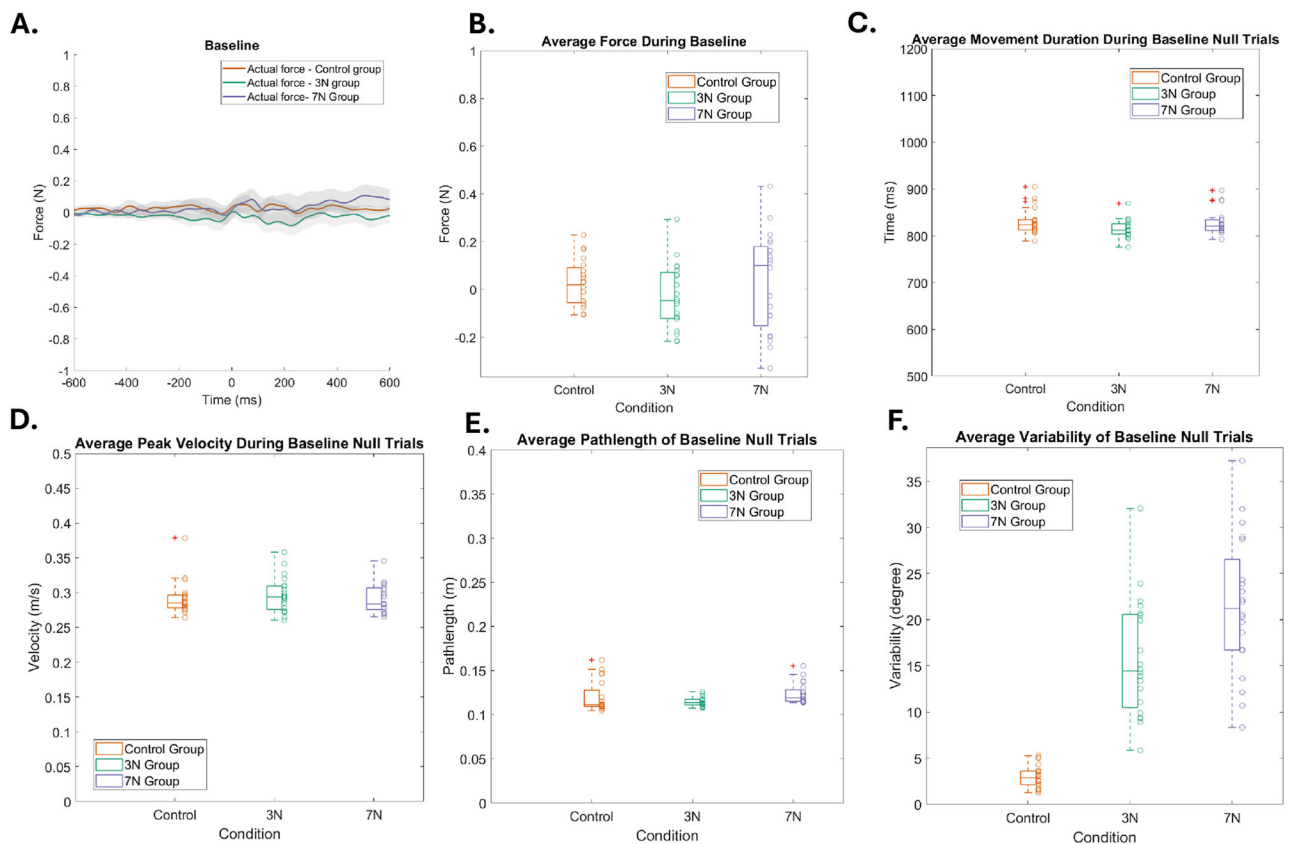 A.
Baseline
Actual force - Control group
Actual force - 3N group
Actual force- 7N Group
1
0.8
0.6
0.4
0.2
0
-0.2
-0.4
-0.6
-0.8
-1
Force (N)
-600 -400 -200 0 200 400 600
Time (ms)
B.
Average Force During Baseline
Control Group
3N Group
7N Group
1
0.8
0.6
0.4
0.2
0
-0.2
Force (N)
Control 3N 7N
Condition
C.
Average Movement Duration During Baseline Null Trials
Control Group
3N Group
7N Group
1200
1100
1000
900
800
700
600
500
Time (ms)
Control 3N 7N
Condition
D.
Average Peak Velocity During Baseline Null Trials
0.5
0.45
0.4
0.35
0.3
0.25
0.2
0.15
0.1
0.05
0
Velocity (m/s)
Control Group
3N Group
7N Group
Control 3N 7N
Condition
E.
Average Pathlength of Baseline Null Trials
Control Group
3N Group
7N Group
0.4
0.35
0.3
0.25
0.2
0.15
0.1
0.05
0
Pathlength (m)
Control 3N 7N
Condition
F.
Average Variability of Baseline Null Trials
Control Group
3N Group
7N Group
35
30
25
20
15
10
5
0
Variability (degree)
Control 3N 7N
Condition